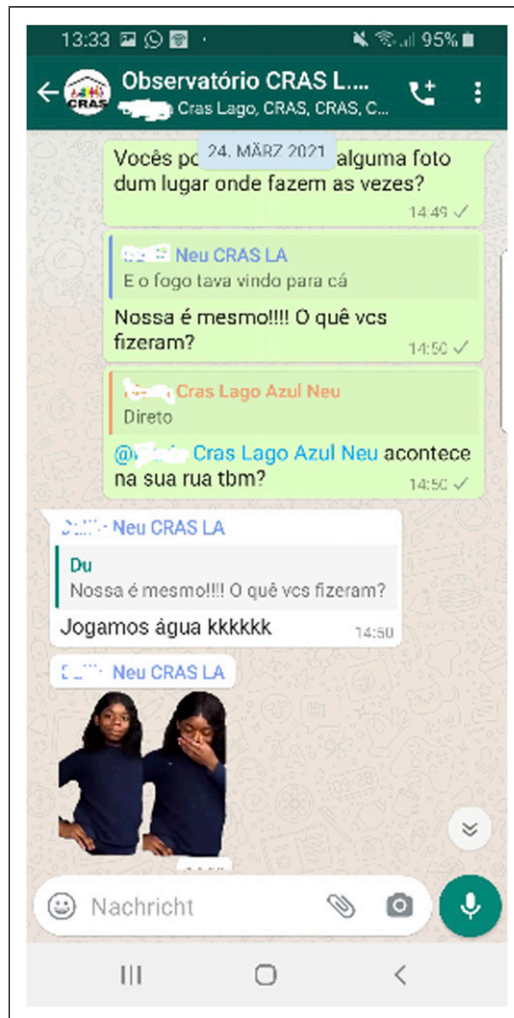 13:33
95%
Observatório CRAS L....
Cras Lago, CRAS, CRAS, C...
CRAS
24. MÄRZ 2021
Vocês po alguma foto
dum lugar onde fazem as vezes?
14:49
Neu CRAS LA
E o fogo tava vindo para cá
Nossa é mesmo!!!! O quê vcs
fizeram?
14:50
Cras Lago Azul Neu
Direto
@ Cras Lago Azul Neu acontece
na sua rua tbm?
14:50
Neu CRAS LA
Du
Nossa é mesmo!!!! O quê vcs fizeram?
Jogamos água kkkkkk
14:50
Neu CRAS LA
Nachricht